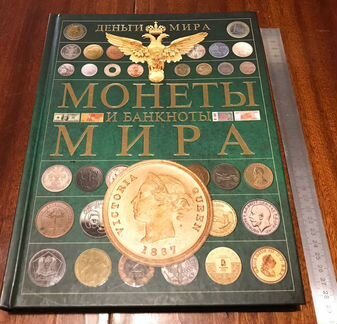 ДЕНЬГИ МИРА
МОНЕТЫ
И БАНКНОТЫ
МИРА
VICTORIA QUEEN
1887